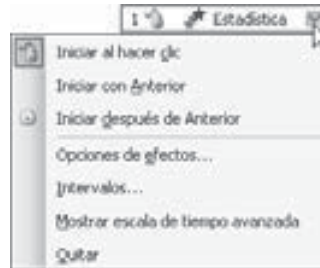 1 Estadística
Iniciar al hacer clic
Iniciar con Anterior
Iniciar después de Anterior
Opciones de efectos...
Intervalos...
Mostrar escala de tiempo avanzada
Quitar